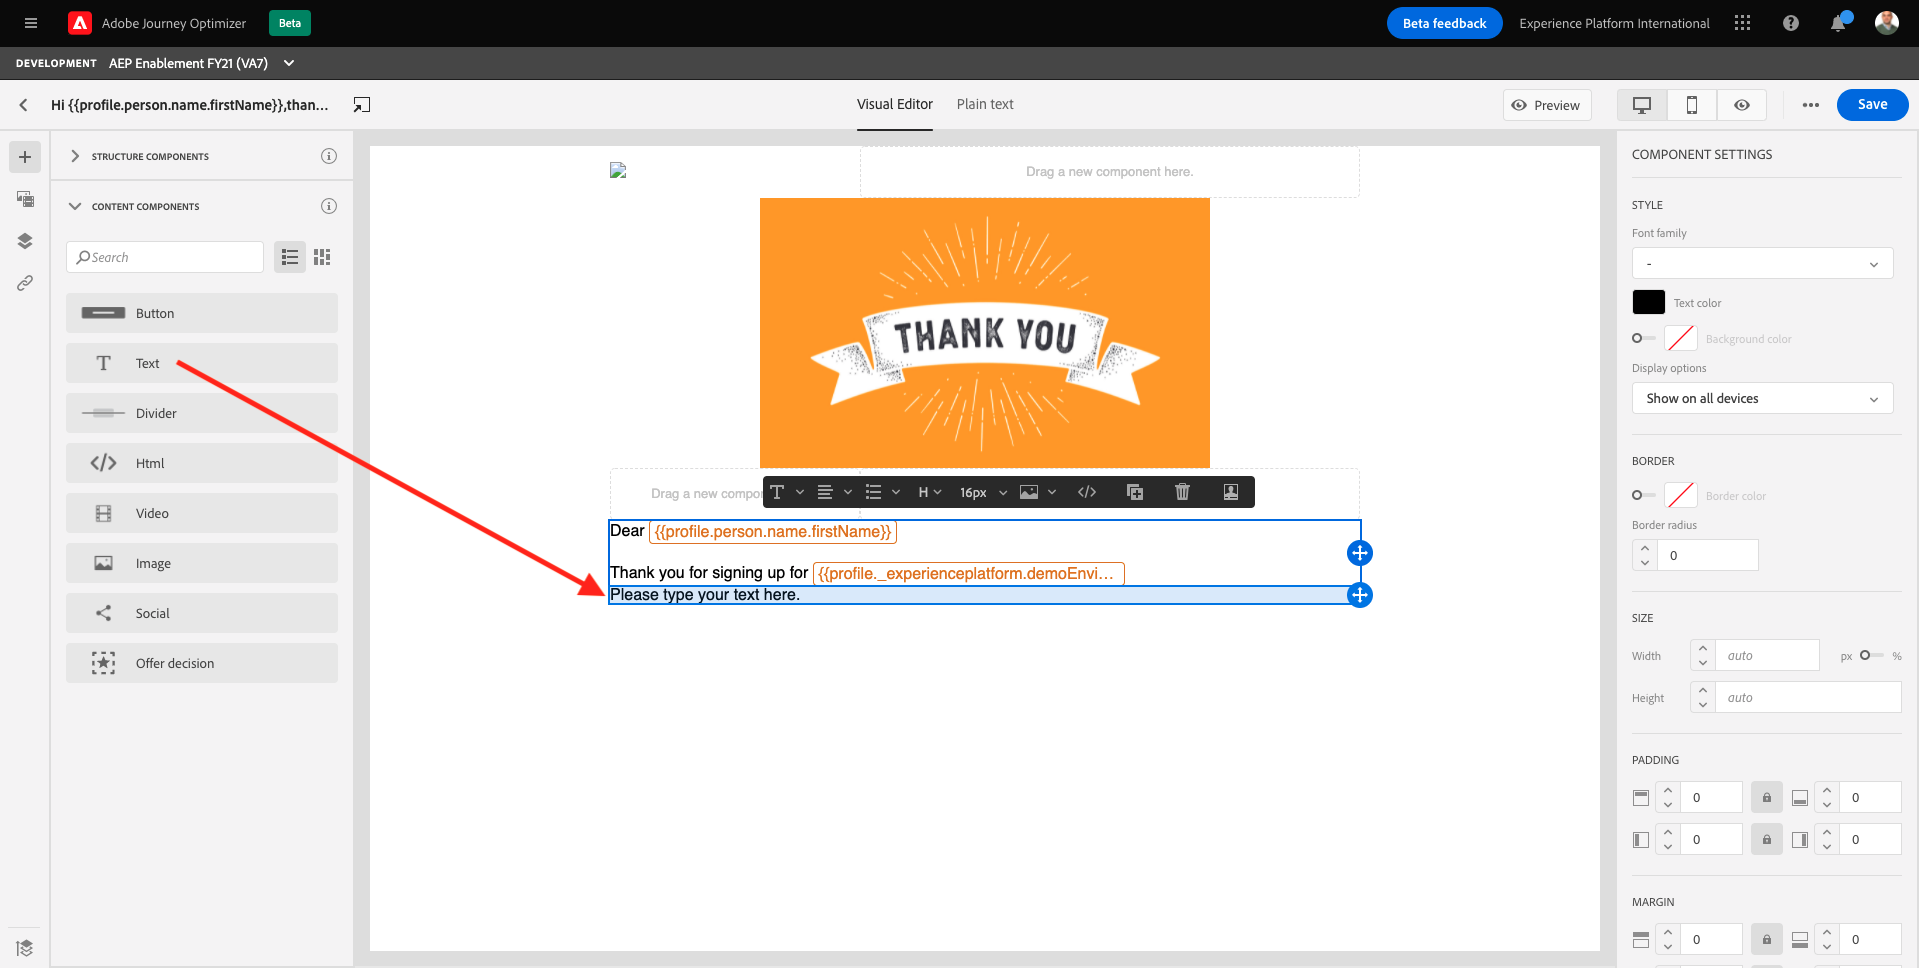 Adobe Journey Optimizer
Beta
Beta feedback
Experience Platform International
DEVELOPMENT AEP Enablement FY21 (VA7)
Hi {{profile.person.name.firstName}},than...
Visual Editor
Plain text
Preview
Save
STRUCTURE COMPONENTS
CONTENT COMPONENTS
Search
Button
Text
Divider
Html
Video
Image
Social
Offer decision
Drag a new component here.
THANK YOU
Drag a new compor
H
16px
Dear {{profile.person.name.firstName}}
Thank you for signing up for {{profile._experienceplatform.demoEnvi...
Please type your text here.
COMPONENT SETTINGS
STYLE
Font family
-
Text color
Background color
Display options
Show on all devices
BORDER
Border color
Border radius
0
SIZE
Width auto px %
Height auto
PADDING
0 0
0 0
MARGIN
0 0